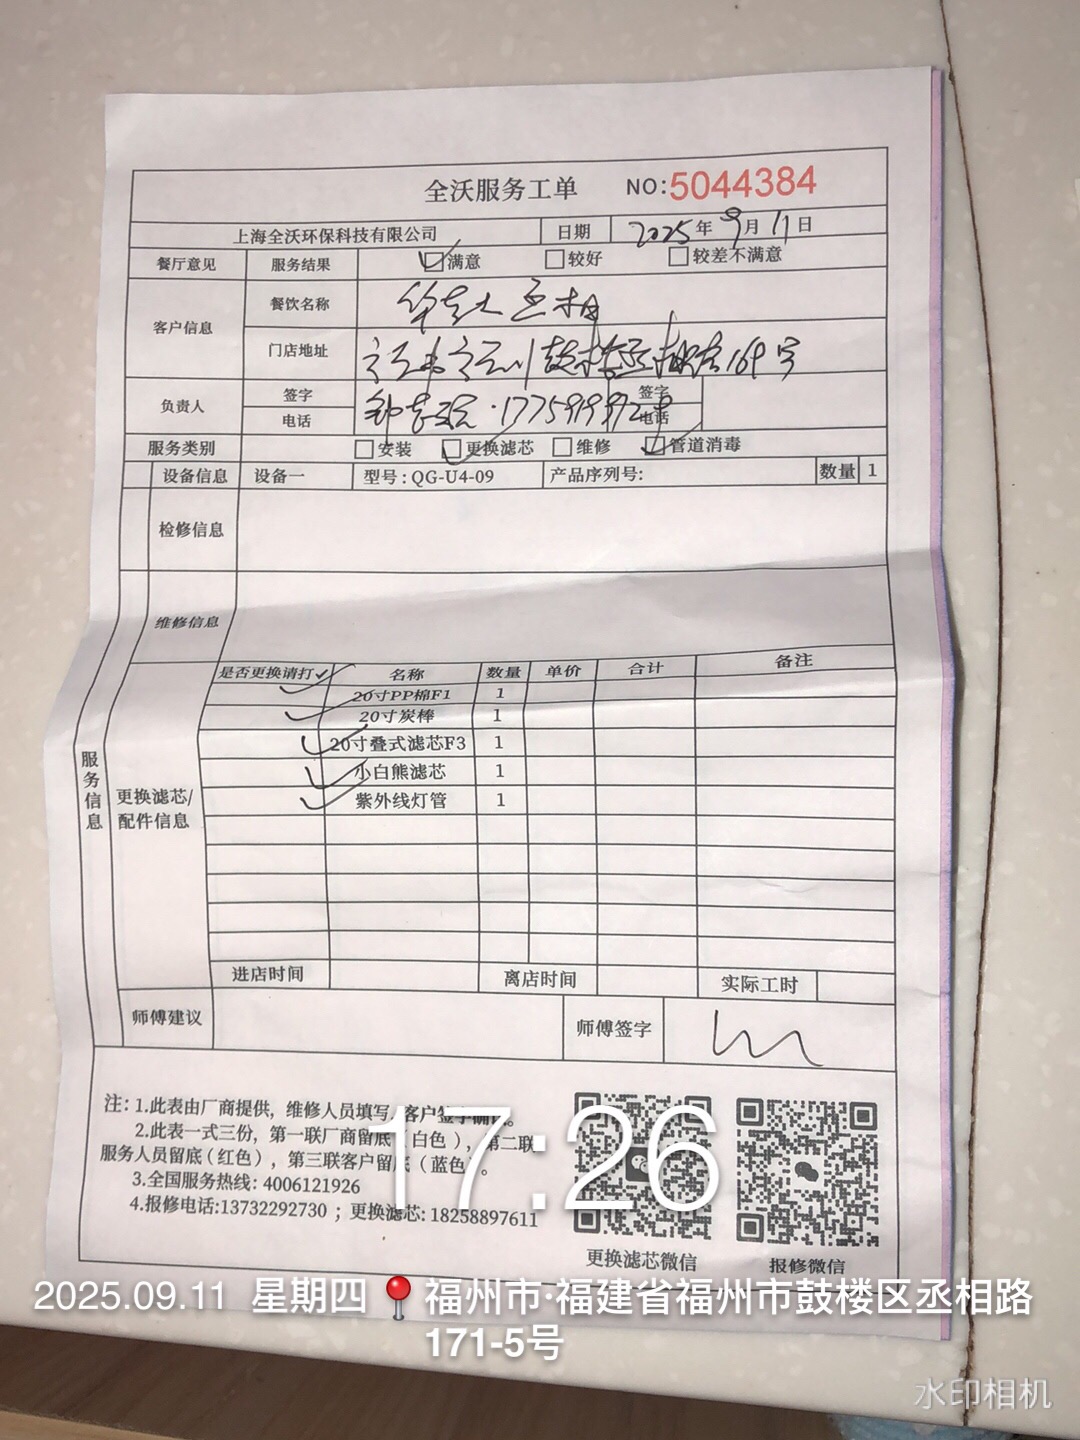 全沃服务工单 NO:5044384
上海全沃环保科技有限公司 日期 2025年9月11日
餐厅意见 服务结果 满意 较好 较差不满意
客户信息 餐饮名称 华莱士丞相
门店地址 169号
负责人 签字 签字
电话 电话
服务类别 安装 更换滤芯 维修 管道消毒
设备信息 设备一 型号:QG-U4-09 产品序列号: 数量 1
检修信息
维修信息
服务信息
更换滤芯/配件信息
是否更换请打✓ 名称 数量 单价 合计 备注
✓ 20寸PP棉F1 1
✓ 20寸炭棒 1
✓ 20寸叠式滤芯F3 1
✓ 小白熊滤芯 1
✓ 紫外线灯管 1
进店时间 离店时间 实际工时
师傅建议 师傅签字
注:1.此表由厂商提供，维修人员填写,客户签字确认。
2.此表一式三份，第一联厂商留底（白色），第二联
服务人员留底（红色），第三联客户留底（蓝色）。
3.全国服务热线: 4006121926
4.报修电话:13732292730 ；更换滤芯: 18258897611
更换滤芯微信 报修微信
17:26
2025.09.11 星期四 福州市·福建省福州市鼓楼区丞相路
171-5号
水印相机